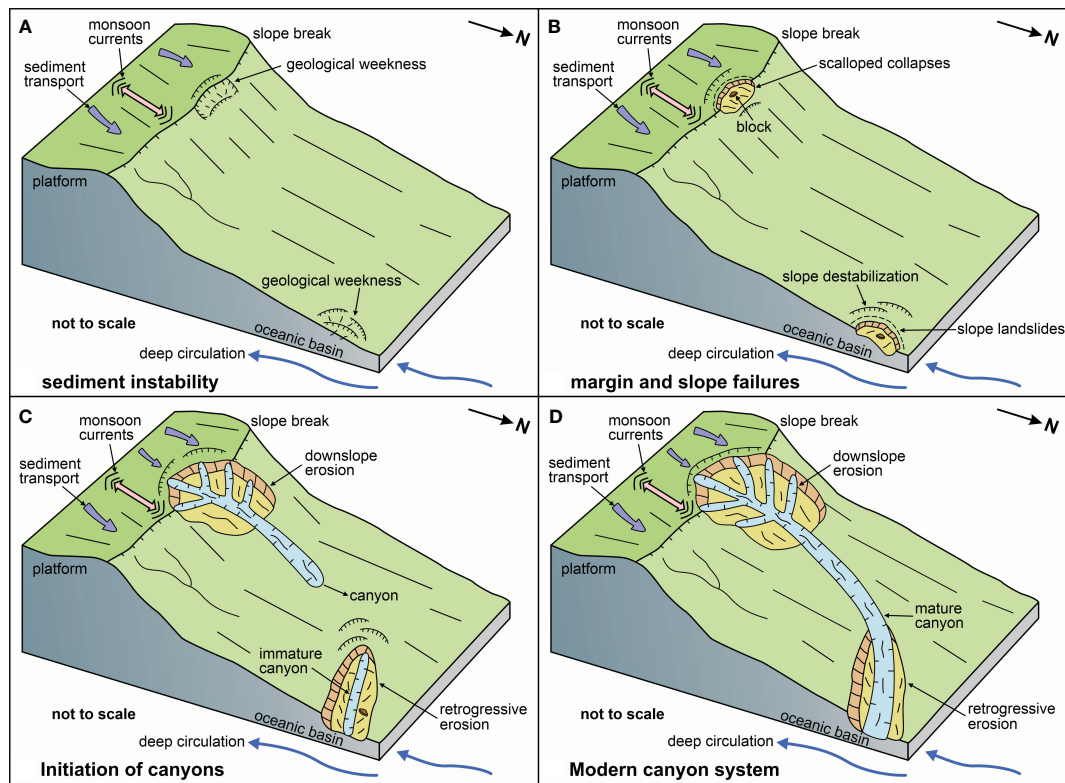 A
monsoon
currents
sediment
transport
slope break
N
geological weekness
platform
geological weekness
not to scale
oceanic basin
deep circulation
sediment instability
B
monsoon
currents
sediment
transport
slope break
N
scalloped collapses
block
platform
slope destabilization
not to scale
slope landslides
oceanic basin
deep circulation
margin and slope failures
C
monsoon
currents
sediment
transport
slope break
N
downslope
erosion
platform
canyon
immature
canyon
not to scale
retrogressive
erosion
oceanic basin
deep circulation
Initiation of canyons
D
monsoon
currents
sediment
transport
slope break
N
downslope
erosion
platform
mature
canyon
not to scale
retrogressive
erosion
oceanic basin
deep circulation
Modern canyon system